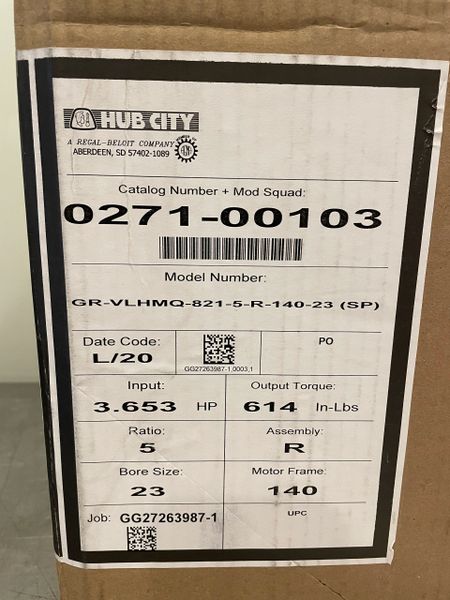 HUB CITY
A REGAL-BELOIT COMPANY
ABERDEEN, SD 57402-1089
Catalog Number + Mod Squad:
0271-00103
Model Number:
GR-VLHMQ-821-5-R-140-23 (SP)
Date Code:
L/20
GG27263987-1.0003.1
PO
Input:
3.653 HP
Output Torque:
614 In-Lbs
Ratio:
5
Assembly:
R
Bore Size:
23
Motor Frame:
140
Job: GG27263987-1
UPC